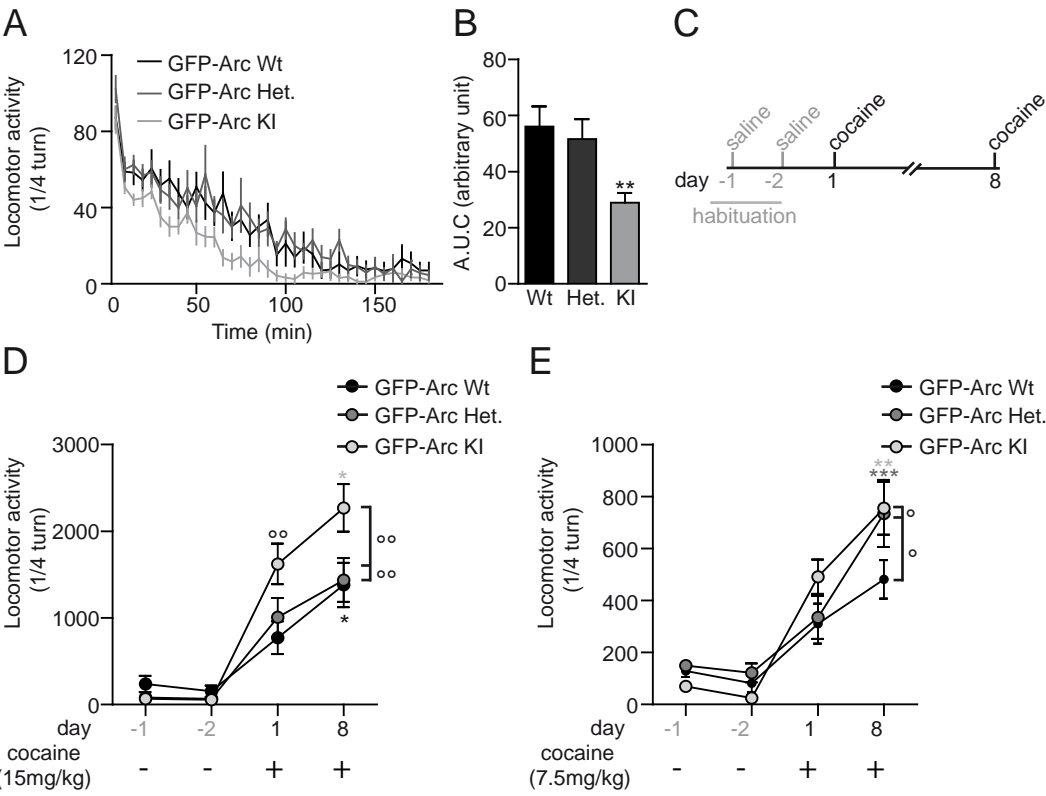 A
B
C
120
80
40
0
Locomotor activity
(1/4 turn)
GFP-Arc Wt
GFP-Arc Het.
GFP-Arc KI
0
50
100
150
Time (min)
80
60
40
20
0
A.U.C (arbitrary unit)
**
Wt
Het.
KI
saline
saline
cocaine
cocaine
day
-1
-2
1
8
habituation
D
GFP-Arc Wt
GFP-Arc Het.
GFP-Arc KI
3000
2000
1000
0
Locomotor activity
(1/4 turn)
*
°°
°°
°°
*
day
-1
-2
1
8
cocaine
(15mg/kg)
-
-
+
+
E
GFP-Arc Wt
GFP-Arc Het.
GFP-Arc KI
1000
800
600
400
200
0
Locomotor activity
(1/4 turn)
**
***
°
°
day
-1
-2
1
8
cocaine
(7.5mg/kg)
-
-
+
+